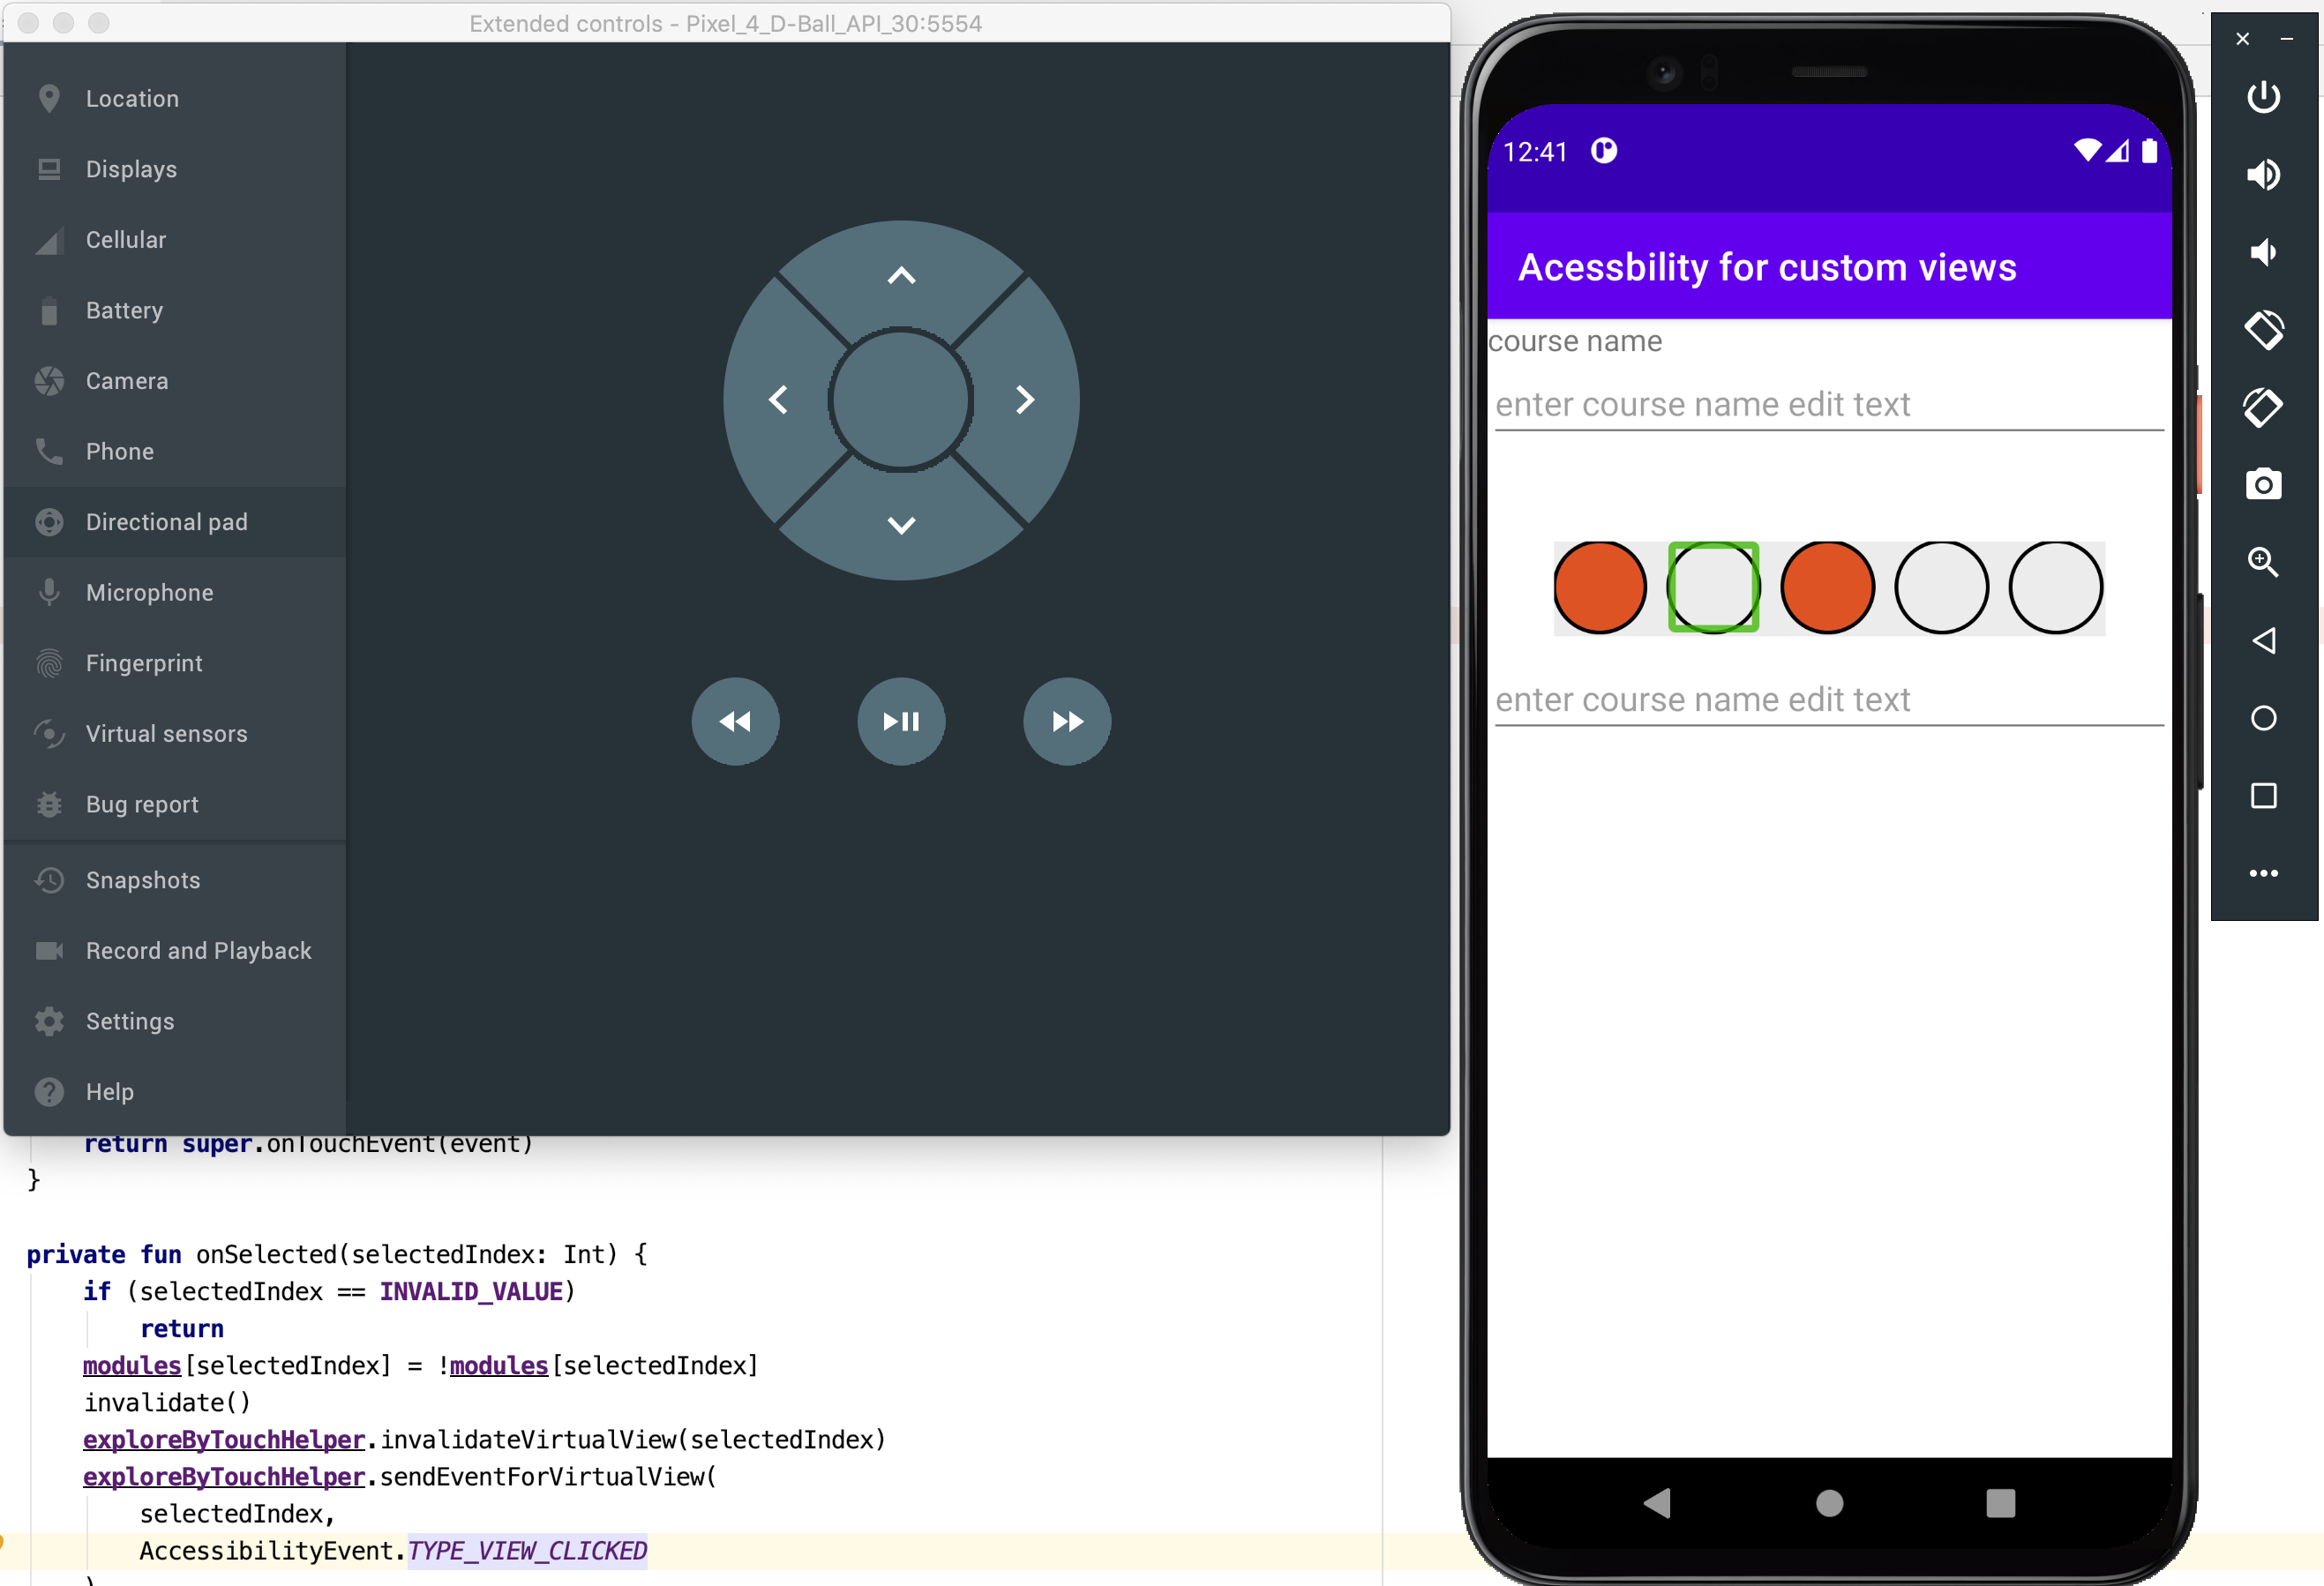 Extended controls - Pixel_4_D-Ball_API_30:5554
Location
Displays
Cellular
Battery
Camera
Phone
Directional pad
Microphone
Fingerprint
Virtual sensors
Bug report
Snapshots
Record and Playback
Settings
Help
12:41
Acessbility for custom views
course name
enter course name edit text
enter course name edit text
return super.onTouchEvent(event)
}
private fun onSelected(selectedIndex: Int) {
if (selectedIndex == INVALID_VALUE)
return
modules[selectedIndex] = !modules[selectedIndex]
invalidate()
exploreByTouchHelper.invalidateVirtualView(selectedIndex)
exploreByTouchHelper.sendEventForVirtualView(
selectedIndex,
AccessibilityEvent.TYPE_VIEW_CLICKED
)